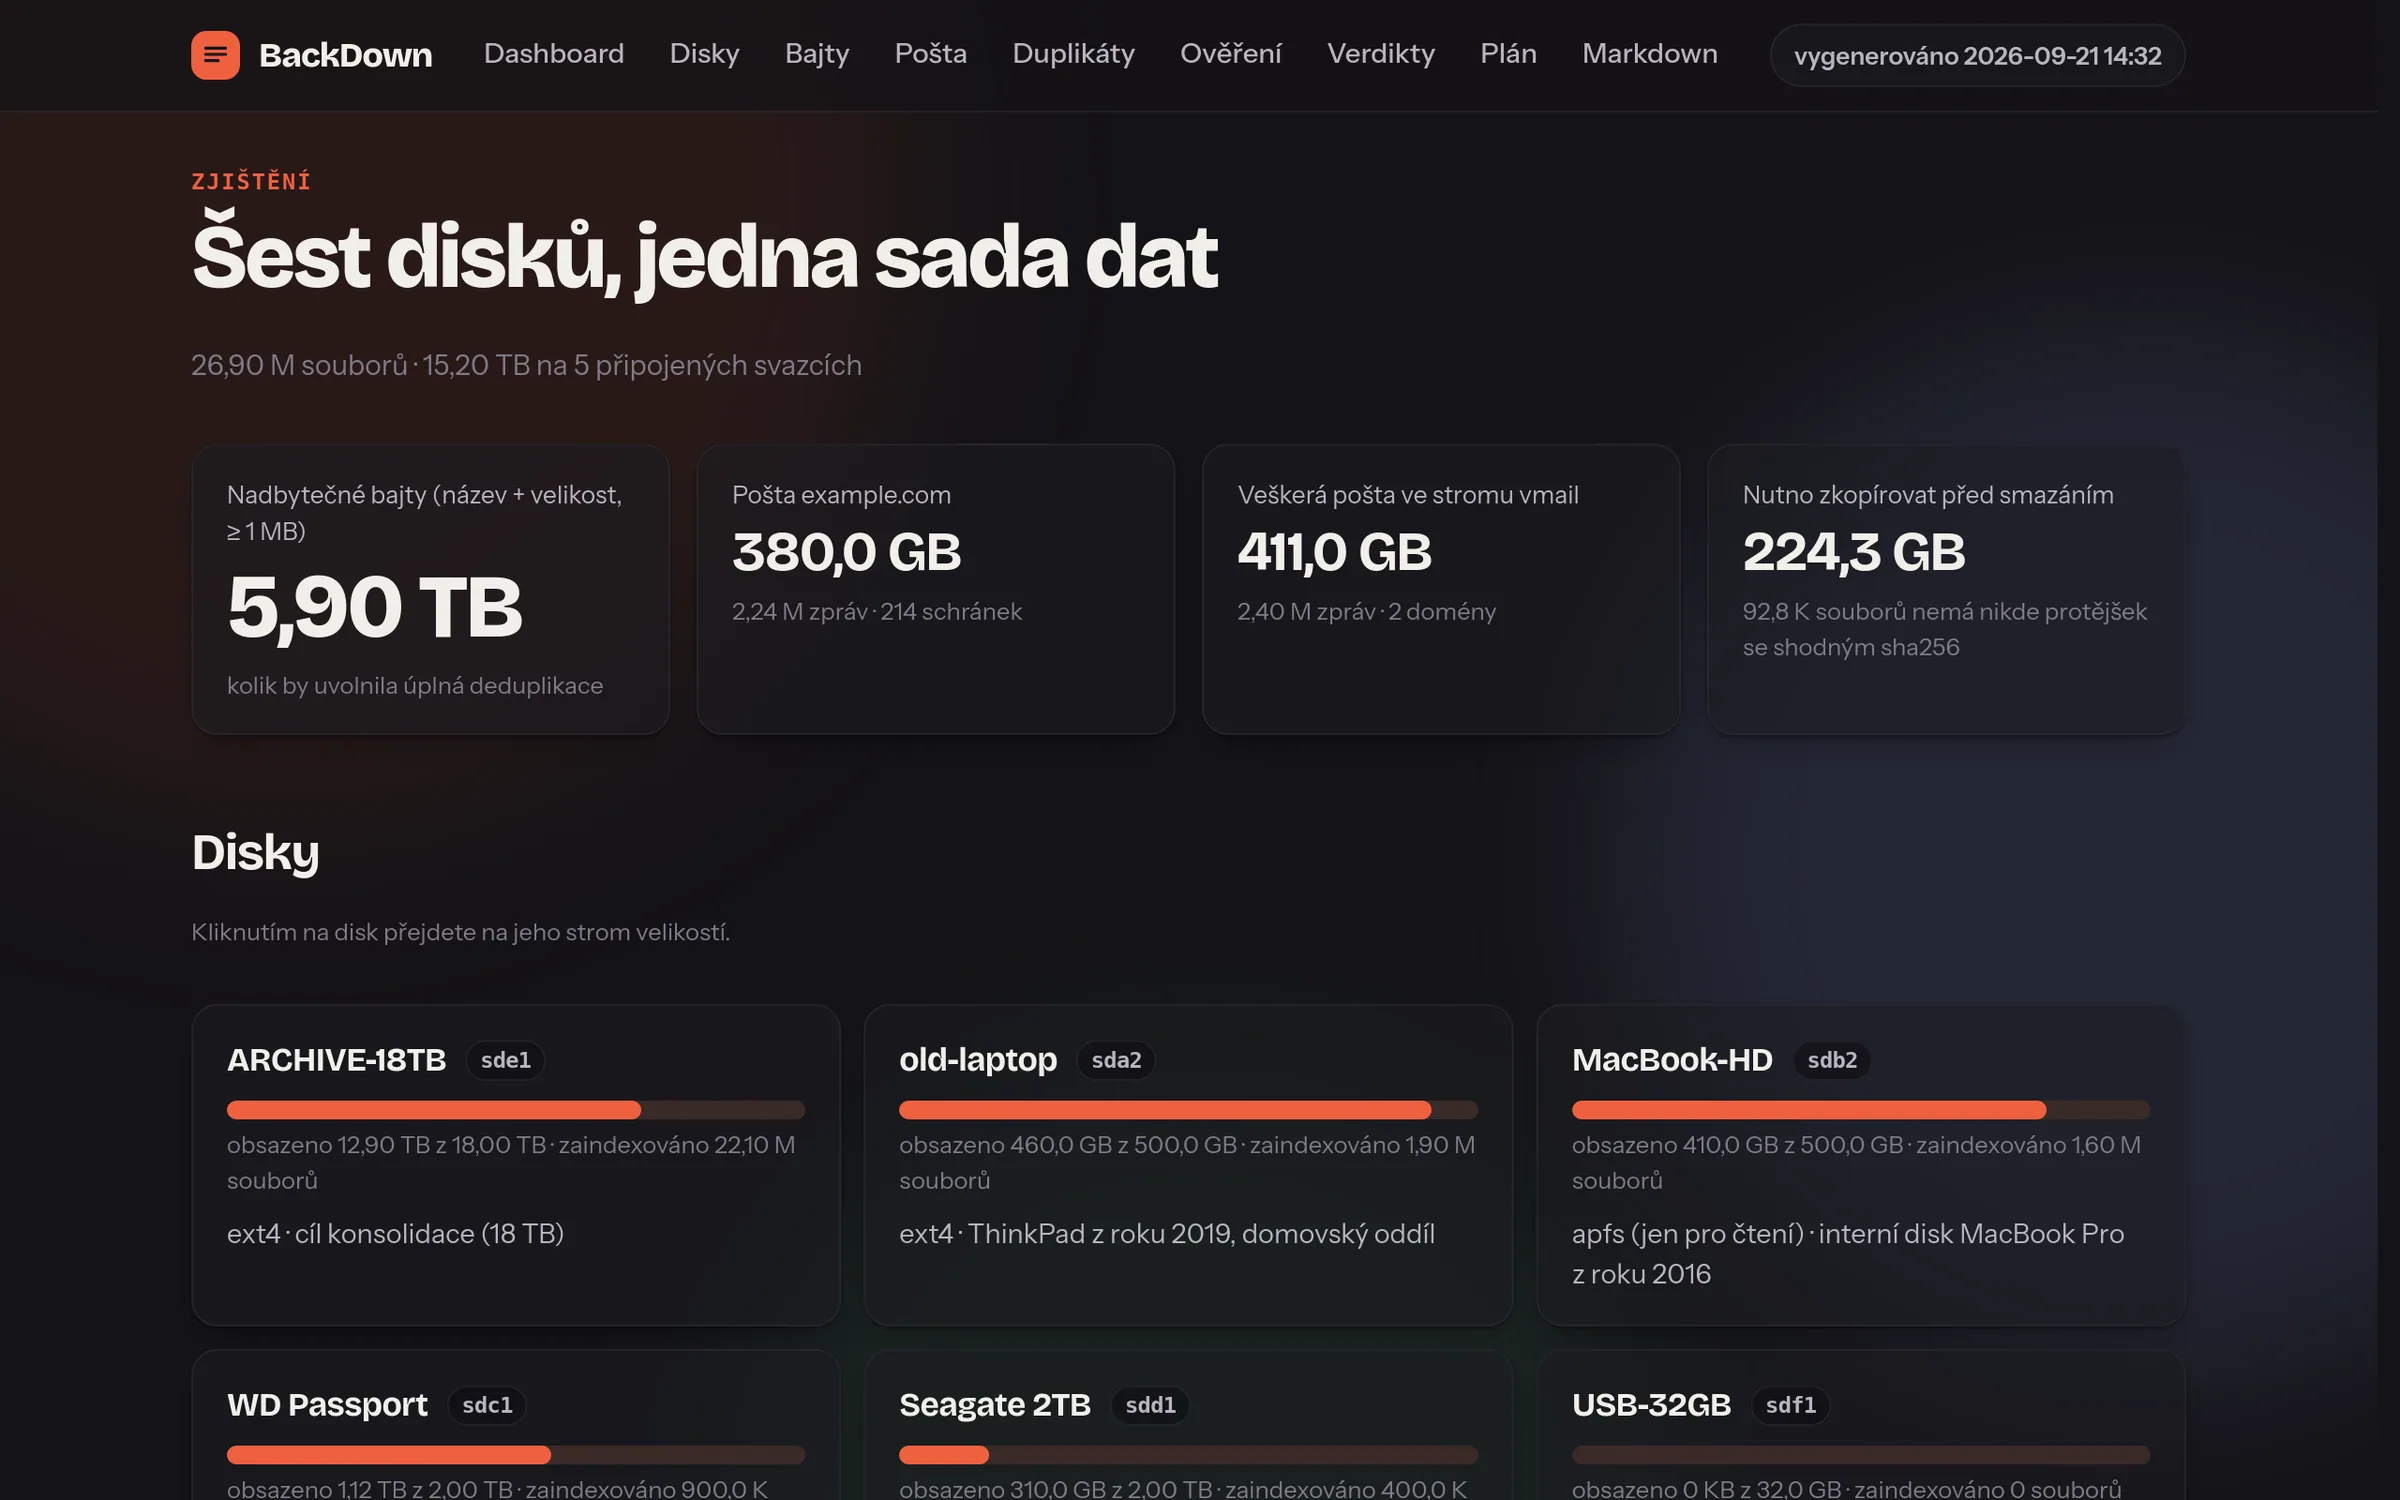 BackDown
Dashboard
Disky
Bajty
Pošta
Duplikáty
Ověření
Verdikty
Plán
Markdown
vygenerováno 2026-09-21 14:32
ZJIŠTĚNÍ
Šest disků, jedna sada dat
26,90 M souborů · 15,20 TB na 5 připojených svazcích
Nadbytečné bajty (název + velikost,
≥ 1 MB)
5,90 TB
kolik by uvolnila úplná deduplikace
Pošta example.com
380,0 GB
2,24 M zpráv · 214 schránek
Veškerá pošta ve stromu vmail
411,0 GB
2,40 M zpráv · 2 domény
Nutno zkopírovat před smazáním
224,3 GB
92,8 K souborů nemá nikde protějšek
se shodným sha256
Disky
Kliknutím na disk přejdete na jeho strom velikostí.
ARCHIVE-18TB sde1
obsazeno 12,90 TB z 18,00 TB · zaindexováno 22,10 M
souborů
ext4 · cíl konsolidace (18 TB)
old-laptop sda2
obsazeno 460,0 GB z 500,0 GB · zaindexováno 1,90 M
souborů
ext4 · ThinkPad z roku 2019, domovský oddíl
MacBook-HD sdb2
obsazeno 410,0 GB z 500,0 GB · zaindexováno 1,60 M
souborů
apfs (jen pro čtení) · interní disk MacBook Pro
z roku 2016
WD Passport sdc1
obsazeno 1,12 TB z 2,00 TB · zaindexováno 900,0 K
Seagate 2TB sdd1
obsazeno 310,0 GB z 2,00 TB · zaindexováno 400,0 K
USB-32GB sdf1
obsazeno 0 KB z 32,0 GB · zaindexováno 0 souborů